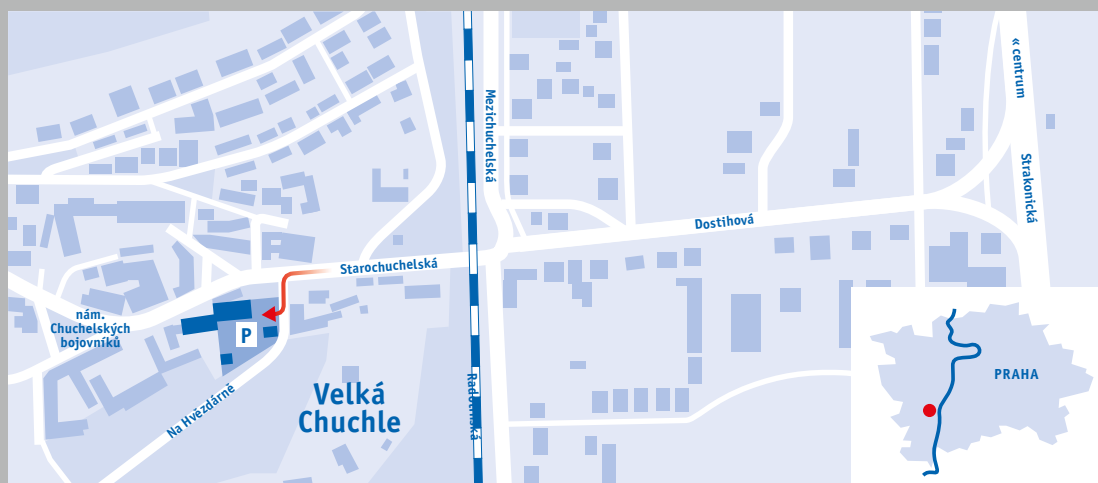 « centrum
Mezichuchelská
Strakonická
Dostihová
Starochuchelská
nám.
Chuchelských
bojovníků
P
PRAHA
Velká
Chuchle
Na Hvězdárně
Radotínská